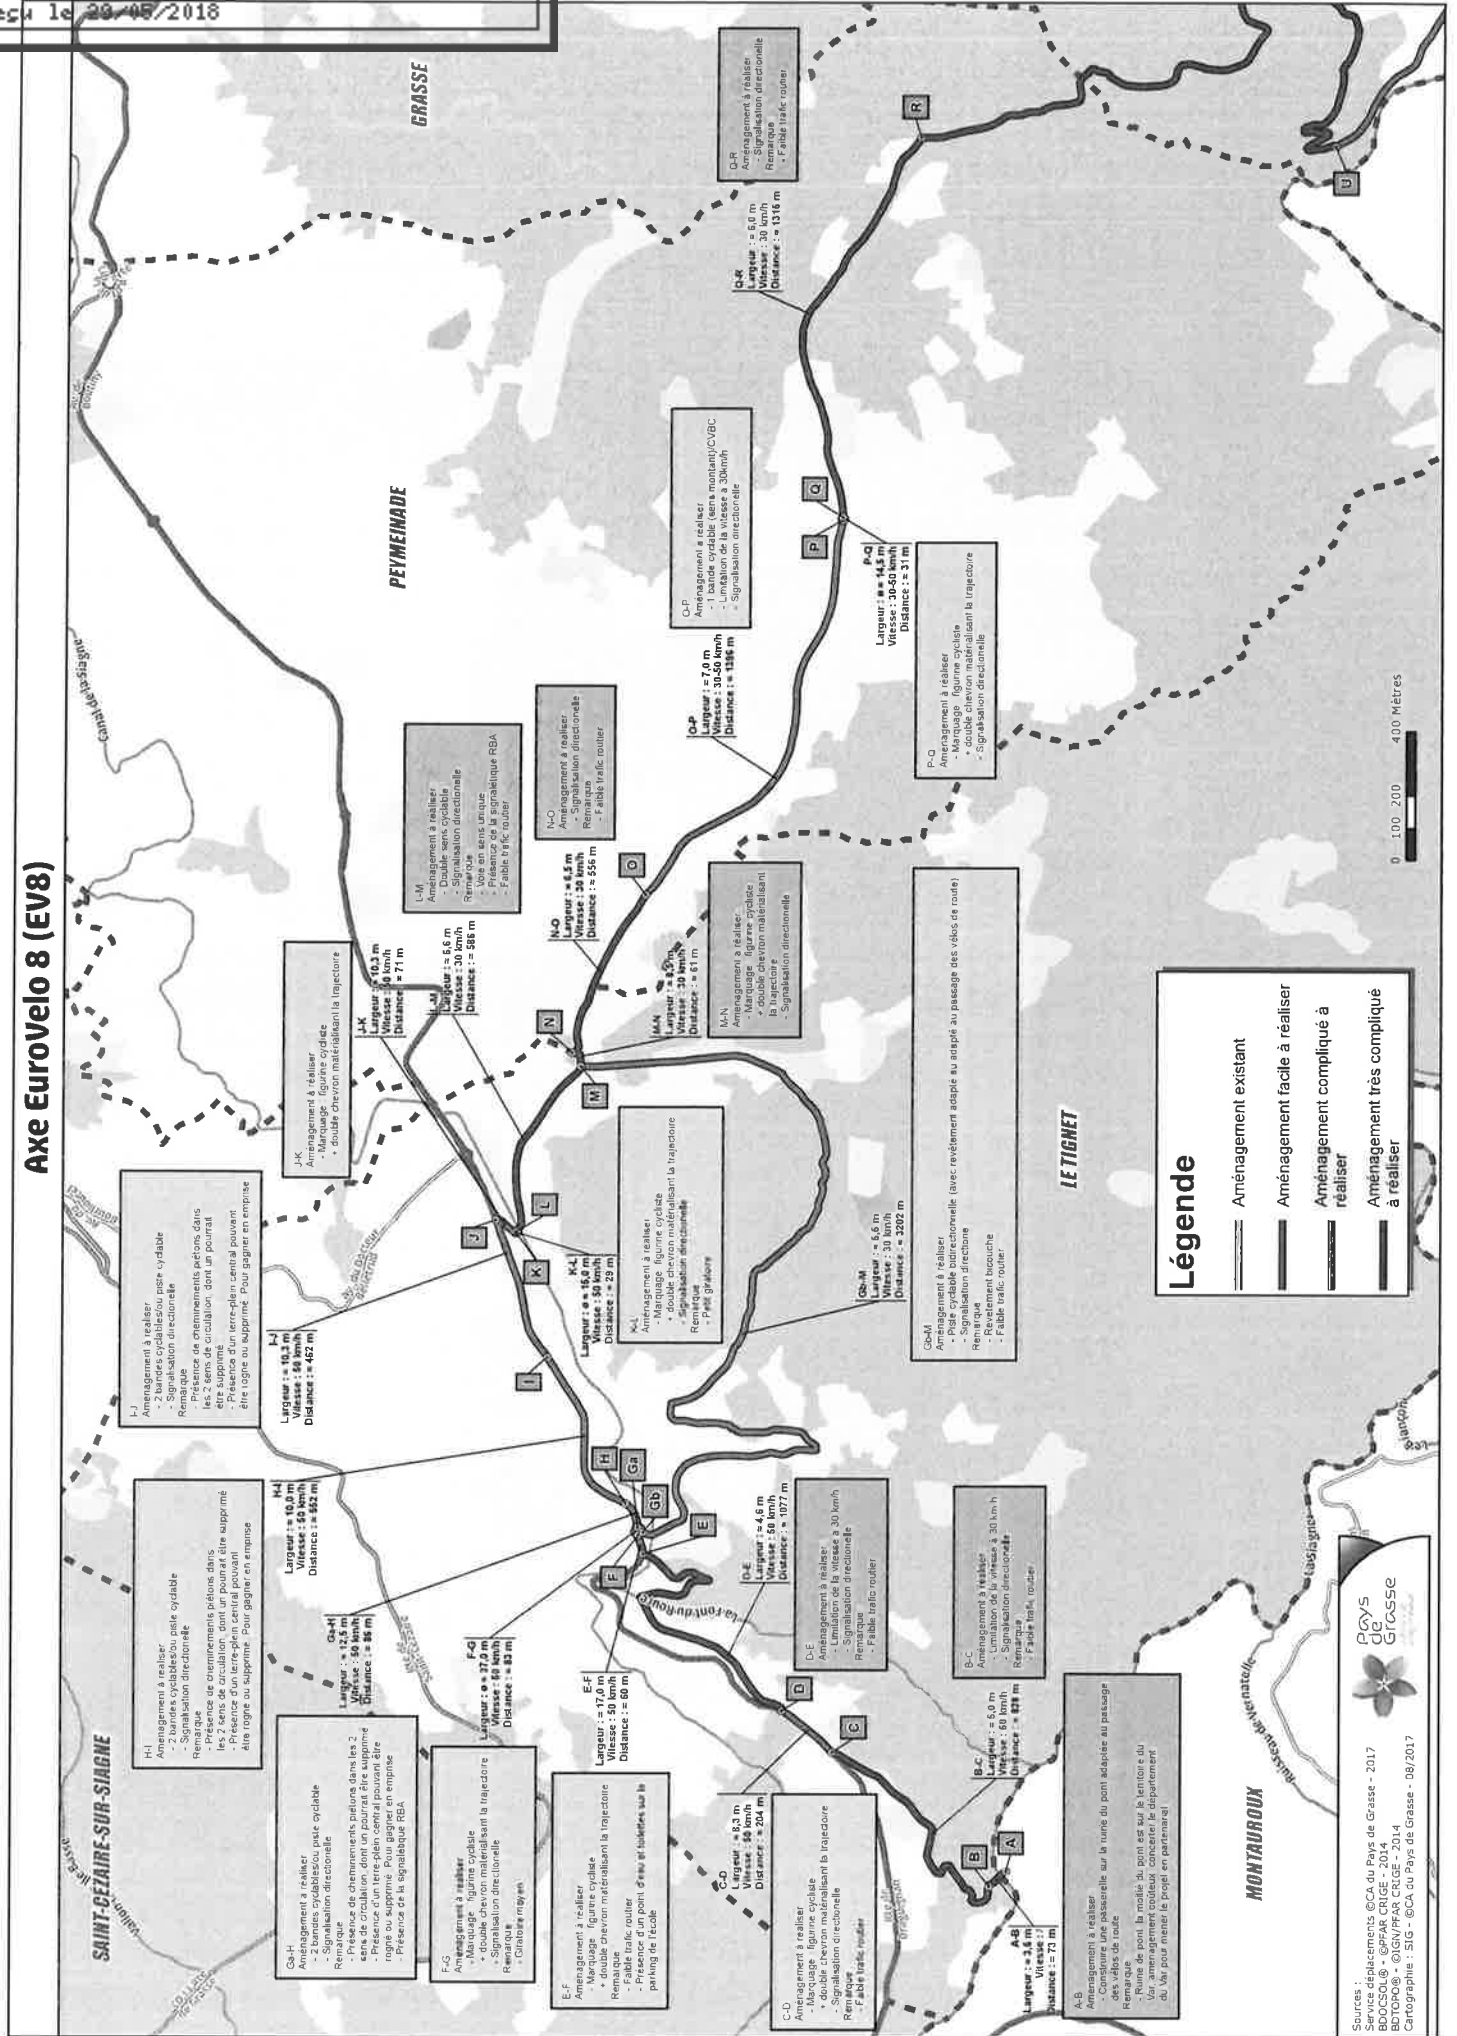 eçu le 29/05/2018
Axe EuroVelo 8 (EV8)
SAINT-CEZAIRE-SUR-SIAGNE
PEYMEINADE
GRASSE
LE TIGNET
MONTAUROUX
Canal de la Siagne
La Font du Route
Ruisseau de Vernatelle
La Siagne
H-I
Aménagement à réaliser
- 2 bandes cyclables/ou piste cyclable
- Signalisation directionelle
Remarque
- Présence de cheminements piétons dans
les 2 sens de circulation, dont un pourrait être supprimé
- Présence d'un terre-plein central pouvant
être rogné ou supprimé. Pour gagner en emprise
I-J
Aménagement à réaliser
- 2 bandes cyclables/ou piste cyclable
- Signalisation directionelle
Remarque
- Présence de cheminements piétons dans
les 2 sens de circulation, dont un pourrait
être supprimé
- Présence d'un terre-plein central pouvant
être rogné ou supprimé. Pour gagner en emprise
J-K
Aménagement à réaliser
- Marquage : figurine cycliste
+ double chevron matérialisant la trajectoire
Ga-H
Aménagement à réaliser
- 2 bandes cyclables/ou piste cyclable
- Signalisation directionelle
Remarque
- Présence de cheminements piétons dans les 2
sens de circulation, dont un pourrait être supprimé
- Présence d'un terre-plein central pouvant être
rogné ou supprimé. Pour gagner en emprise
- Présence de la signalétique RBA
F-G
Aménagement à réaliser
- Marquage : figurine cycliste
+ double chevron matérialisant la trajectoire
- Signalisation directionelle
Remarque
- Giratoire moyen
E-F
Aménagement à réaliser
- Marquage : figurine cycliste
+ double chevron matérialisant la trajectoire
Remarque
- Faible trafic routier
- Présence d'un point d'eau et toilettes sur le
parking de l'école
C-D
Aménagement à réaliser
- Marquage : figurine cycliste
+ double chevron matérialisant la trajectoire
- Signalisation directionelle
Remarque
- Faible trafic routier
A-B
Aménagement à réaliser
- Construire une passerelle sur la ruine du pont adaptée au passage
des vélos de route
Remarque
- Ruine de pont : la moitié du pont est sur le territoire du
Var, aménagement coûteux, concerter le département
du Var pour mener le projet en partenariat
B-C
Aménagement à réaliser
- Limitation de la vitesse à 30 km/h
- Signalisation directionelle
Remarque
- Faible trafic routier
D-E
Aménagement à réaliser
- Limitation de la vitesse à 30 km/h
- Signalisation directionelle
Remarque
- Faible trafic routier
K-L
Aménagement à réaliser
- Marquage : figurine cycliste
+ double chevron matérialisant la trajectoire
- Signalisation directionelle
Remarque
- Petit giratoire
L-M
Aménagement à réaliser
- Double sens cyclable
- Signalisation directionelle
Remarque
- Voie en sens unique
- Présence de la signalétique RBA
- Faible trafic routier
M-N
Aménagement à réaliser
- Marquage : figurine cycliste
+ double chevron matérialisant
la trajectoire
- Signalisation directionelle
N-O
Aménagement à réaliser
- Signalisation directionelle
Remarque
- Faible trafic routier
O-P
Aménagement à réaliser
- 1 bande cyclable (sens montant)/CVBC
- Limitation de la vitesse à 30km/h
- Signalisation directionelle
P-Q
Aménagement à réaliser
- Marquage : figurine cycliste
+ double chevron matérialisant la trajectoire
- Signalisation directionelle
Q-R
Aménagement à réaliser
- Signalisation directionelle
Remarque
- Faible trafic routier
Gb-M
Aménagement à réaliser
- Piste cyclable bidirectionnelle (avec revêtement adapté au passage des vélos de route)
- Signalisation directione
Remarque
- Revetement bicouche
- Faible trafic routier
A-B
Largeur : ≈ 3,6 m
Vitesse : ?
Distance : ≈ 73 m
B-C
Largeur : ≈ 5,0 m
Vitesse : 50 km/h
Distance : ≈ 828 m
C-D
Largeur : ≈ 8,3 m
Vitesse : 50 km/h
Distance : ≈ 204 m
D-E
Largeur : ≈ 4,6 m
Vitesse : 50 km/h
Distance : ≈ 1077 m
E-F
Largeur : ≈ 17,0 m
Vitesse : 50 km/h
Distance : ≈ 60 m
F-G
Largeur : ø ≈ 37,0 m
Vitesse : 50 km/h
Distance : ≈ 83 m
Ga-H
Largeur : ≈ 12,5 m
Vitesse : 50 km/h
Distance : ≈ 86 m
H-I
Largeur : ≈ 10,0 m
Vitesse : 50 km/h
Distance : ≈ 552 m
I-J
Largeur : ≈ 10,3 m
Vitesse : 50 km/h
Distance : ≈ 462 m
J-K
Largeur : ≈ 10,3 m
Vitesse : 50 km/h
Distance : ≈ 71 m
K-L
Largeur : ø ≈ 16,0 m
Vitesse : 50 km/h
Distance : ≈ 29 m
L-M
Largeur : ≈ 5,6 m
Vitesse : 30 km/h
Distance : ≈ 586 m
M-N
Vitesse : 30 km/h
Distance : ≈ 61 m
N-O
Largeur : ≈ 6,5 m
Vitesse : 30 km/h
Distance : ≈ 556 m
O-P
Largeur : ≈ 7,0 m
Vitesse : 30-50 km/h
Distance : ≈ 1396 m
P-Q
Largeur : ø ≈ 14,5 m
Vitesse : 30-50 km/h
Distance : ≈ 31 m
Q-R
Largeur : ≈ 6,0 m
Vitesse : 30 km/h
Distance : ≈ 1316 m
Gb-M
Largeur : ≈ 5,6 m
Vitesse : 30 km/h
Distance : ≈ 3202 m
A
B
C
D
E
F
Gb
Ga
H
I
J
K
L
M
N
O
P
Q
R
U
Légende
Aménagement existant
Aménagement facile à réaliser
Aménagement compliqué à
réaliser
Aménagement très compliqué
à réaliser
0 100 200 400 Mètres
Sources :
Service déplacements ©CA du Pays de Grasse - 2017
BDOCSOL® - ©PFAR CRIGE - 2014
BDTOPO® - ©IGN/PFAR CRIGE - 2014
Cartographie : SIG - ©CA du Pays de Grasse - 08/2017
Pays
de
Grasse